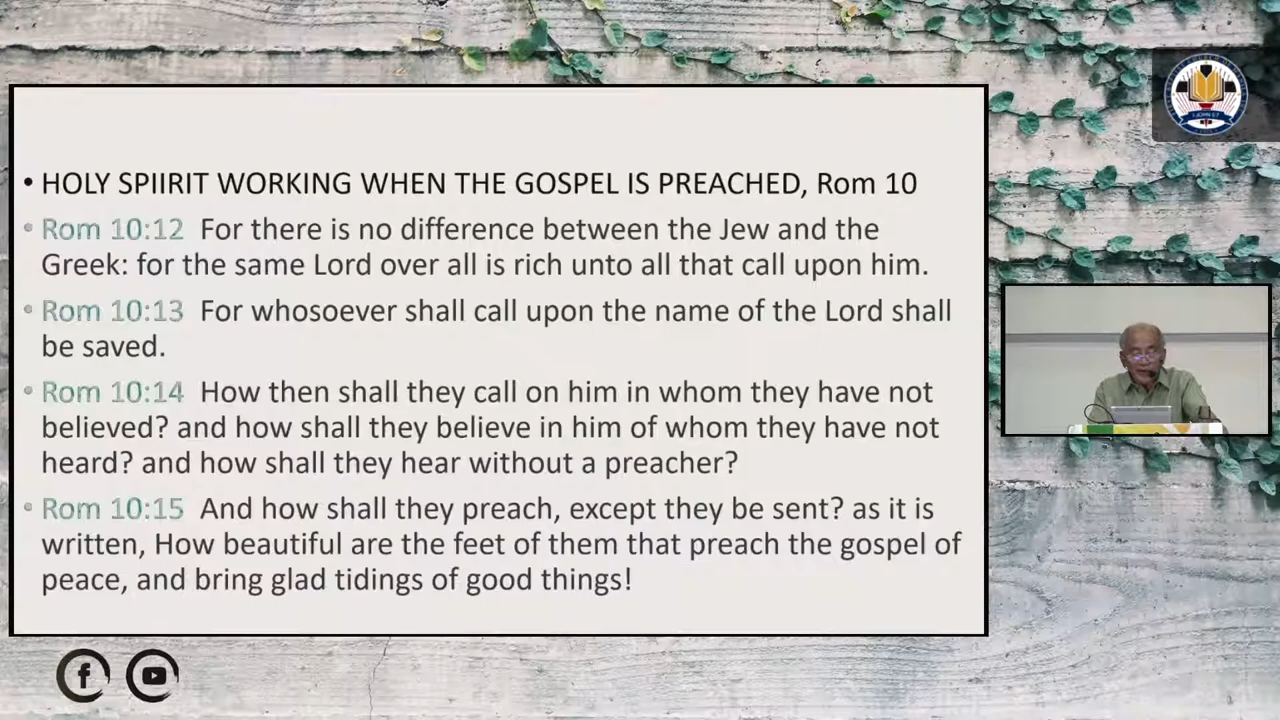 • HOLY SPIIRIT WORKING WHEN THE GOSPEL IS PREACHED, Rom 10
• Rom 10:12 For there is no difference between the Jew and the
Greek: for the same Lord over all is rich unto all that call upon him.
• Rom 10:13 For whosoever shall call upon the name of the Lord shall
be saved.
• Rom 10:14 How then shall they call on him in whom they have not
believed? and how shall they believe in him of whom they have not
heard? and how shall they hear without a preacher?
• Rom 10:15 And how shall they preach, except they be sent? as it is
written, How beautiful are the feet of them that preach the gospel of
peace, and bring glad tidings of good things!